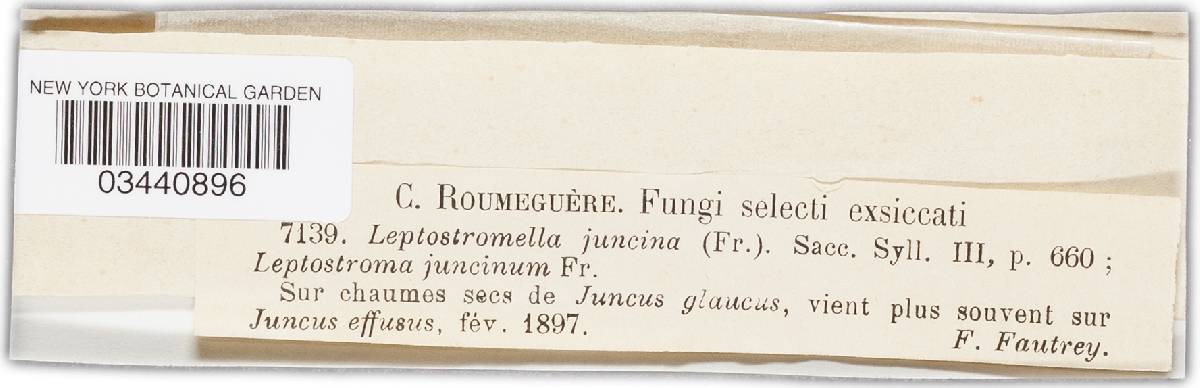 NEW YORK BOTANICAL GARDEN
03440896
C. ROUMEGUÈRE. Fungi selecti exsiccati
7139. Leptostromella juncina (Fr.). Sacc. Syll. III, p. 660 ;
Leptostroma juncinum Fr.
Sur chaumes secs de Juncus glaucus, vient plus souvent sur
Juncus effusus, fév. 1897.
F. Fautrey.